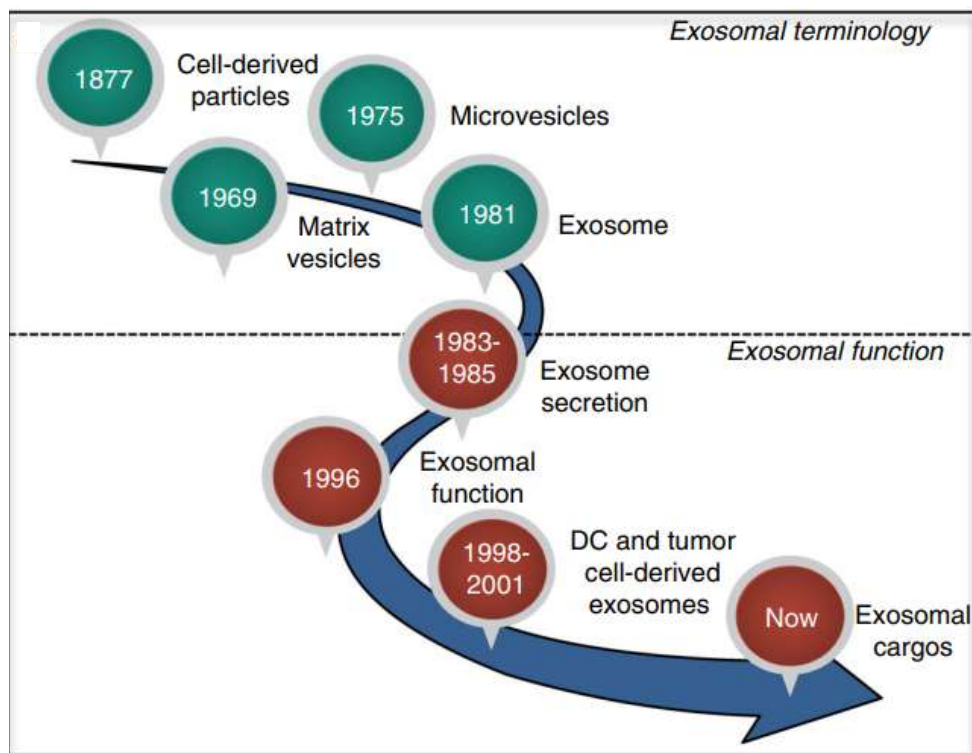 Exosomal terminology
1877
Cell-derived
particles
1975
Microvesicles
1969
Matrix
vesicles
1981
Exosome
Exosomal function
1983-
1985
Exosome
secretion
1996
Exosomal
function
1998-
2001
DC and tumor
cell-derived
exosomes
Now
Exosomal
cargos